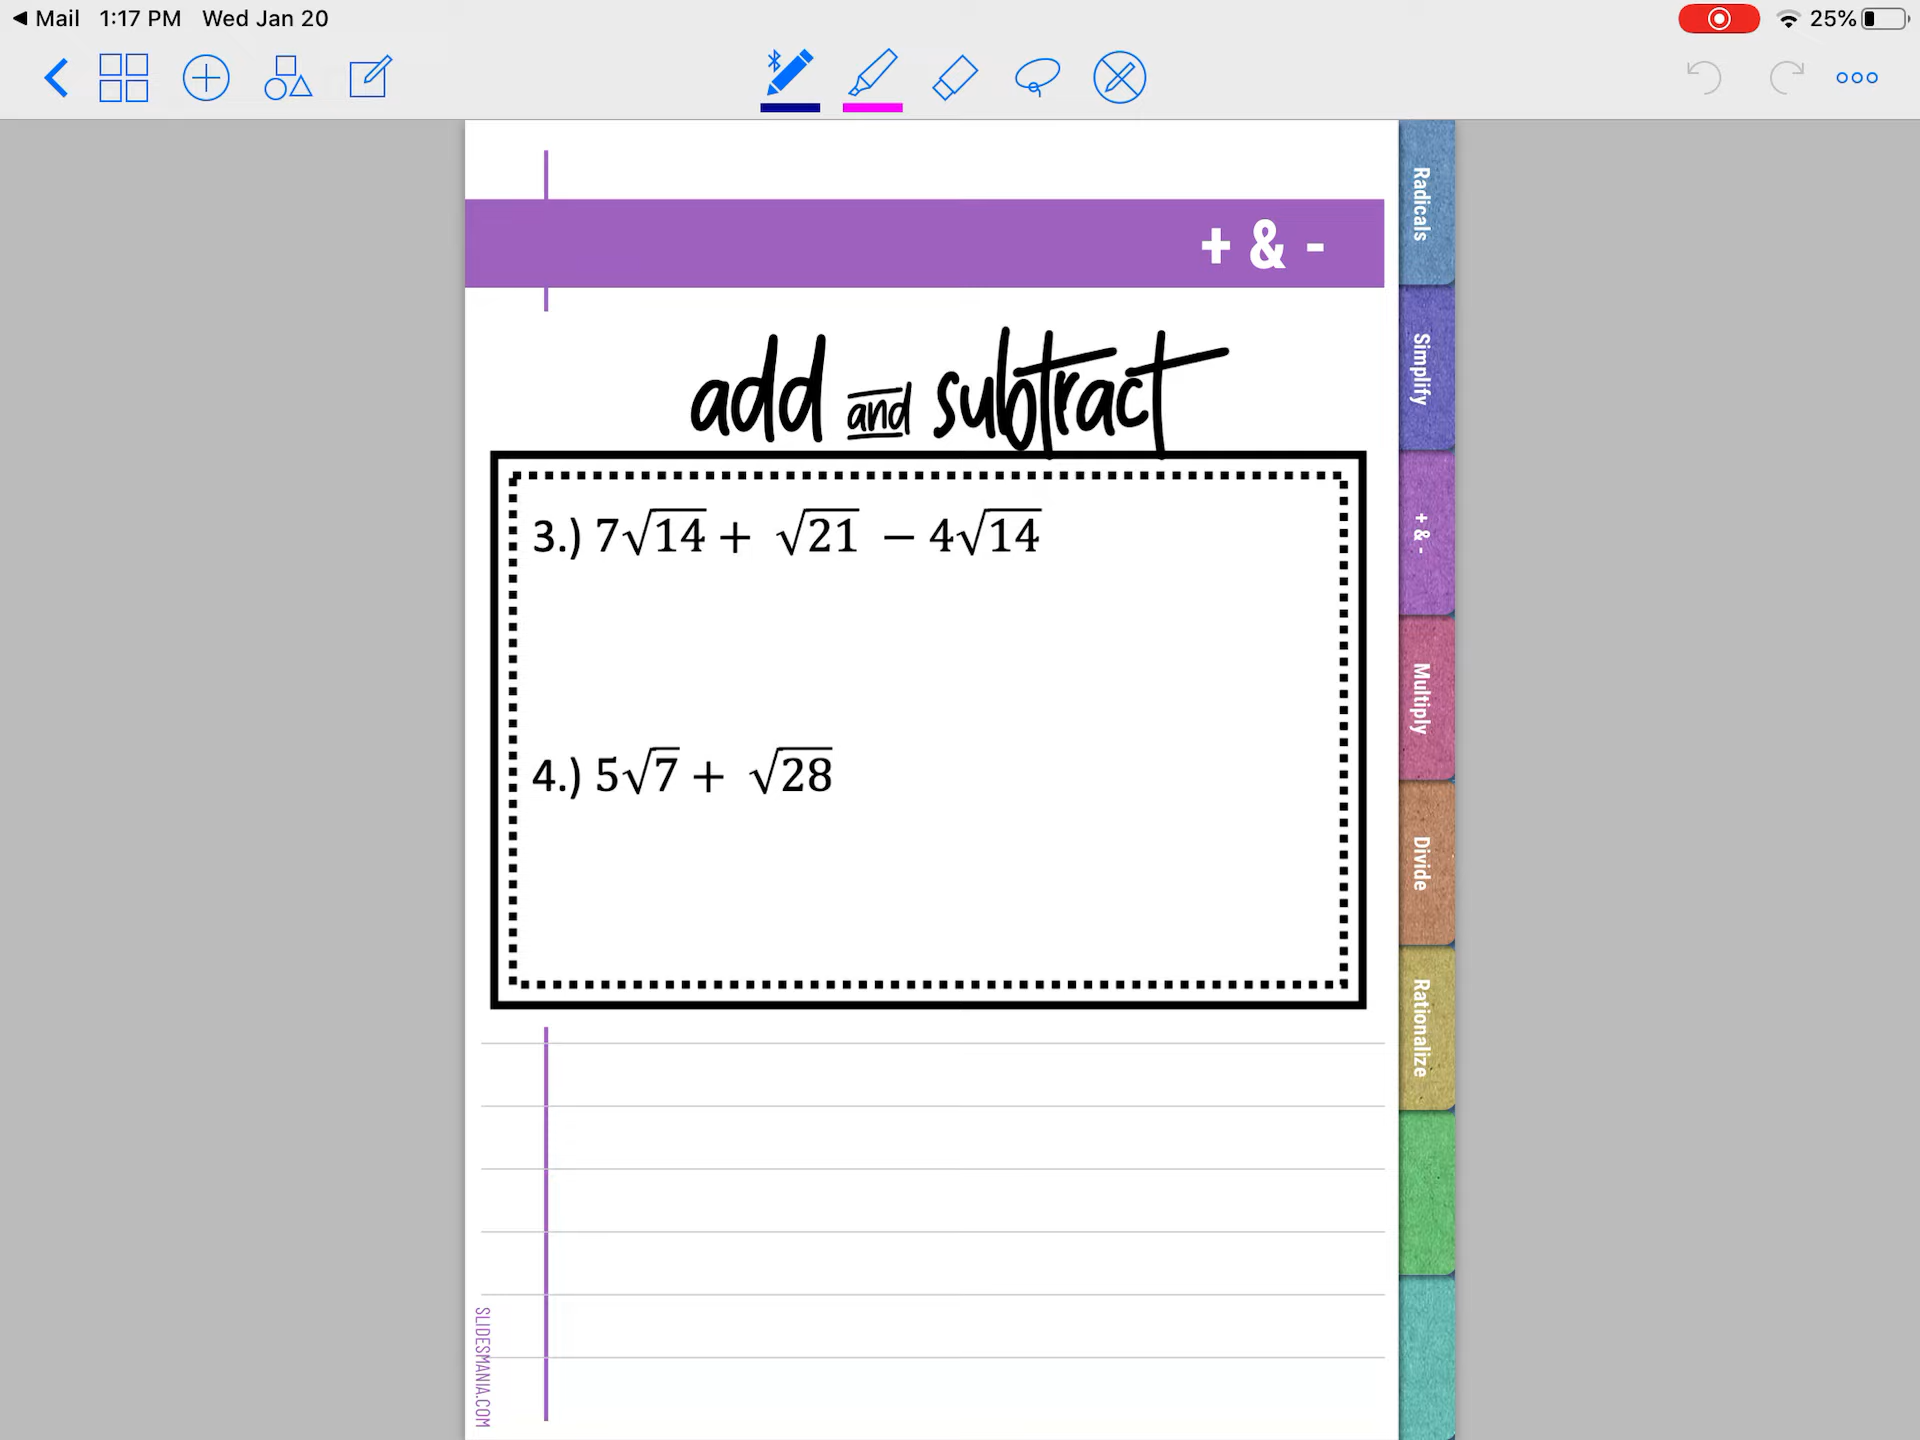 ◀ Mail 1:17 PM Wed Jan 20 25%
+ & -
add and subtract
3.) 7√14 + √21 − 4√14
4.) 5√7 + √28
Radicals
Simplify
+ & -
Multiply
Divide
Rationalize
SLIDESMANIA.COM